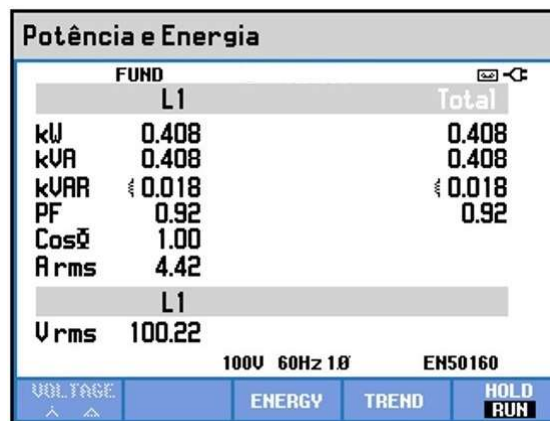 Potência e Energia
FUND
L1 Total
kW 0.408 0.408
kVA 0.408 0.408
kVAR 0.018 0.018
PF 0.92 0.92
CosΦ 1.00
A rms 4.42
L1
V rms 100.22
100V 60Hz 1Ø EN50160
VOLTAGE ENERGY TREND HOLD
RUN